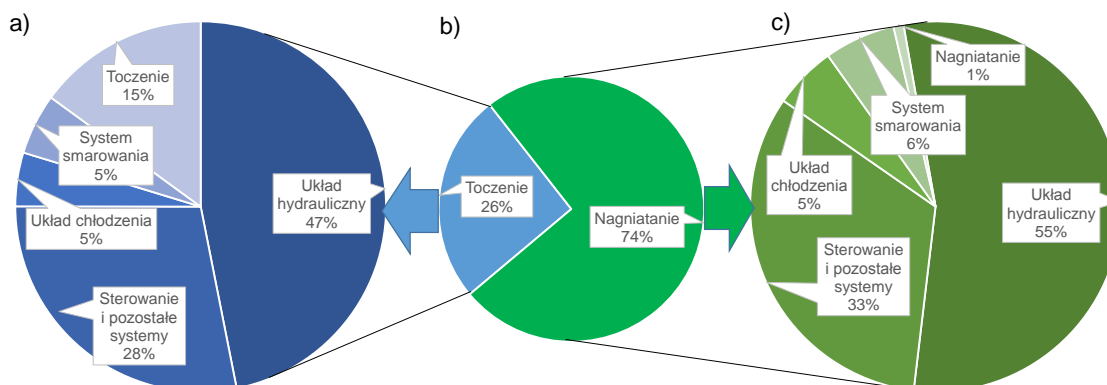 a)
Toczenie
15%
System
smarowania
5%
Układ chłodzenia
5%
Sterowanie
i pozostałe
systemy
28%
Układ
hydrauliczny
47%
b)
Toczenie
26%
Nagniatanie
74%
c)
Nagniatanie
1%
System
smarowania
6%
Układ
chłodzenia
5%
Sterowanie
i pozostałe
systemy
33%
Układ
hydrauliczny
55%